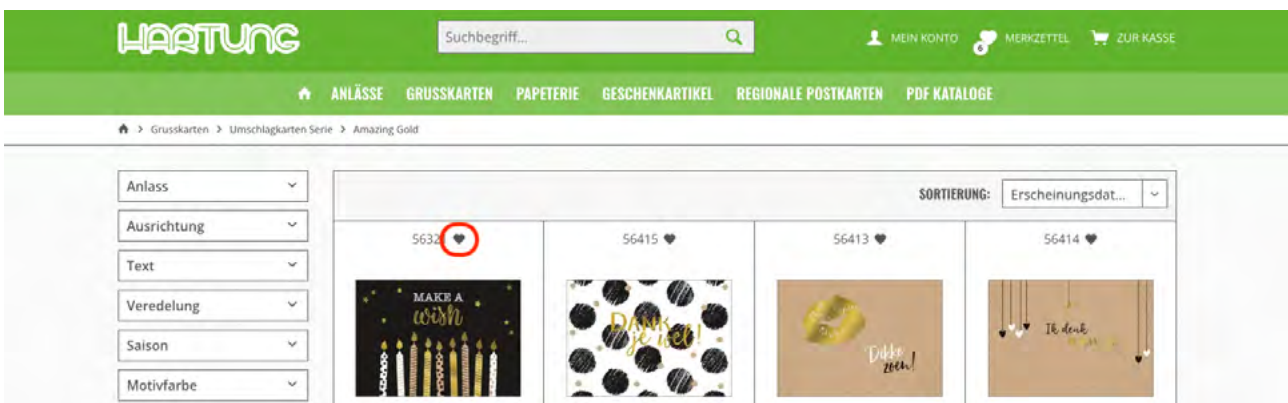 HARTUNG
Suchbegriff...
MEIN KONTO
6
MERKZETTEL
ZUR KASSE
ANLÄSSE GRUSSKARTEN PAPETERIE GESCHENKARTIKEL REGIONALE POSTKARTEN PDF KATALOGE
> Grusskarten > Umschlagkarten Serie > Amazing Gold
Anlass
Ausrichtung
Text
Veredelung
Saison
Motivfarbe
SORTIERUNG: Erscheinungsdat...
5632
56415
56413
56414
MAKE A
wish
DANK
je wel!
Dikke
zoen!
Ik denk